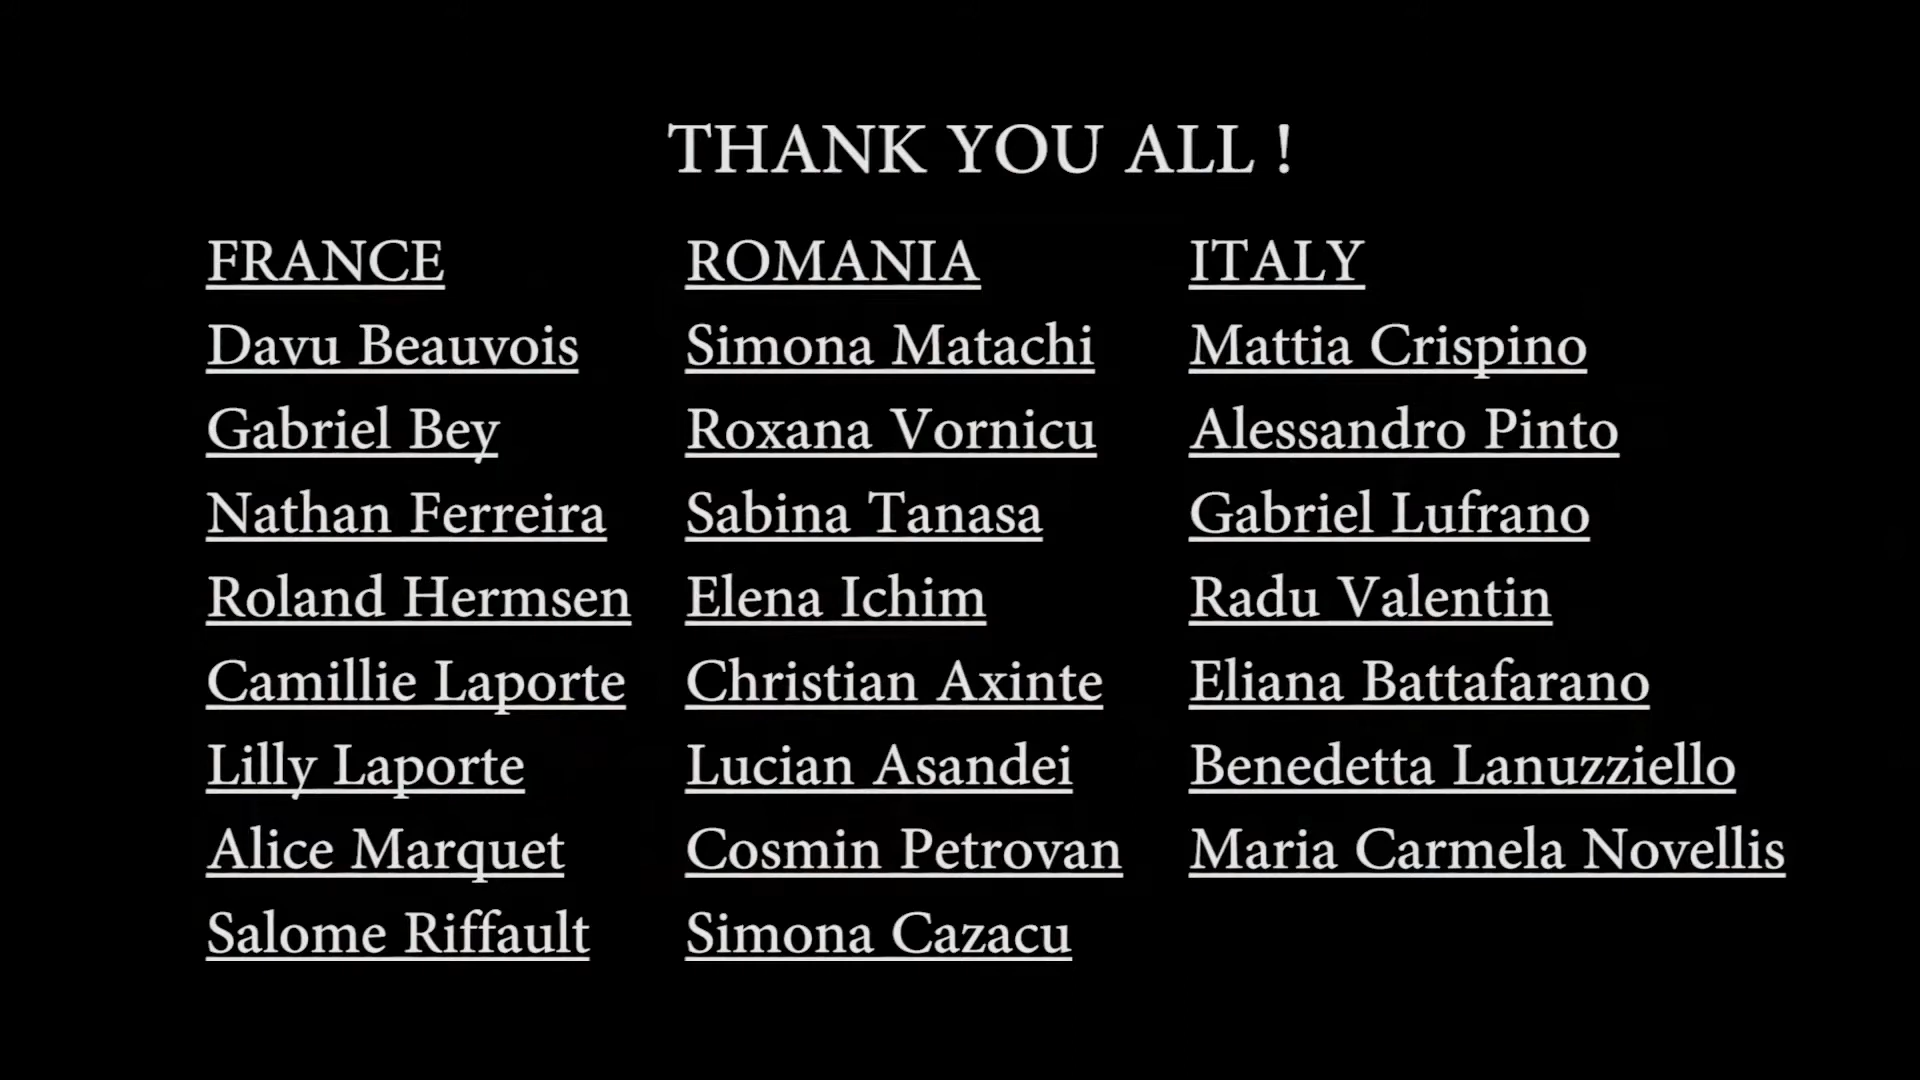 THANK YOU ALL !
FRANCE
Davu Beauvois
Gabriel Bey
Nathan Ferreira
Roland Hermsen
Camillie Laporte
Lilly Laporte
Alice Marquet
Salome Riffault
ROMANIA
Simona Matachi
Roxana Vornicu
Sabina Tanasa
Elena Ichim
Christian Axinte
Lucian Asandei
Cosmin Petrovan
Simona Cazacu
ITALY
Mattia Crispino
Alessandro Pinto
Gabriel Lufrano
Radu Valentin
Eliana Battafarano
Benedetta Lanuzziello
Maria Carmela Novellis